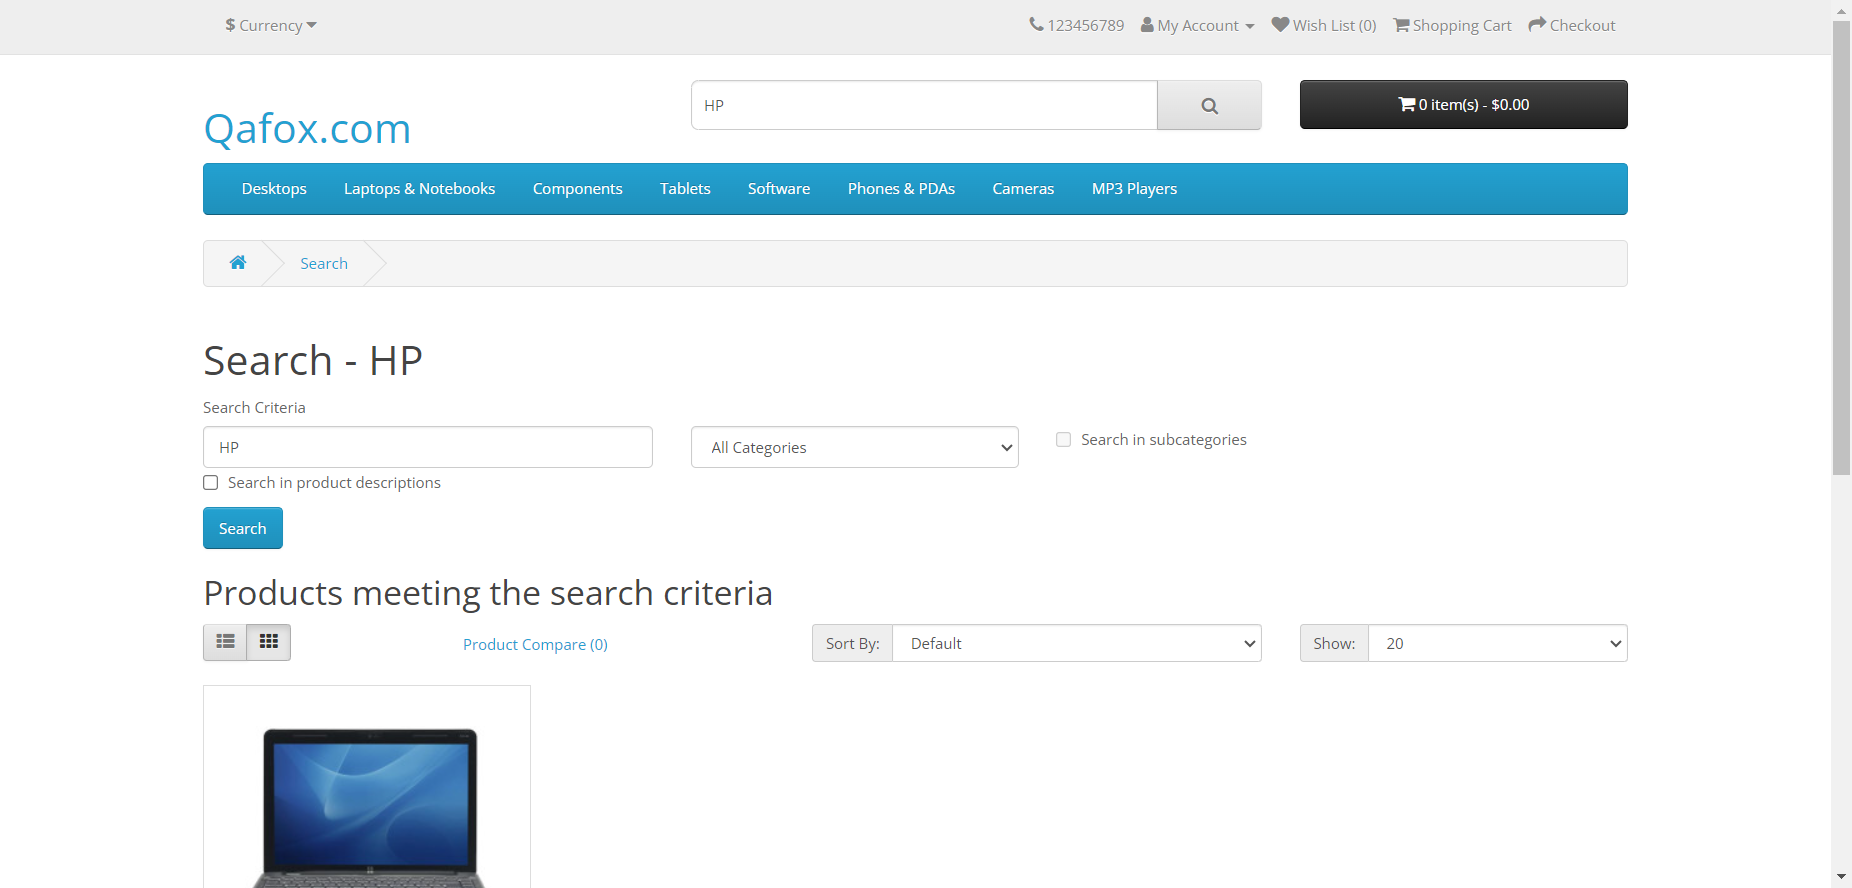 $ Currency
123456789 My Account Wish List (0) Shopping Cart Checkout
Qafox.com
HP
0 item(s) - $0.00
Desktops Laptops & Notebooks Components Tablets Software Phones & PDAs Cameras MP3 Players
Search
Search - HP
Search Criteria
HP
All Categories
Search in subcategories
Search in product descriptions
Search
Products meeting the search criteria
Product Compare (0)
Sort By: Default
Show: 20